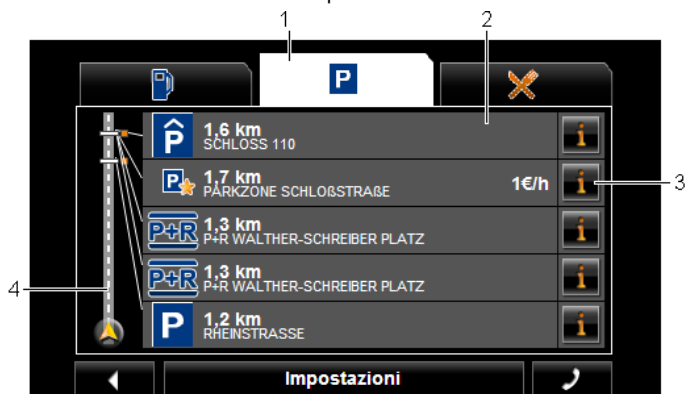 1
2
P
P
1,6 km
SCHLOSS 110
i
P
1,7 km
PARKZONE SCHLOßSTRAßE
1€/h
i
3
P+R
1,3 km
P+R WALTHER-SCHREIBER PLATZ
i
P+R
1,3 km
P+R WALTHER-SCHREIBER PLATZ
i
4
P
1,2 km
RHEINSTRASSE
i
Impostazioni